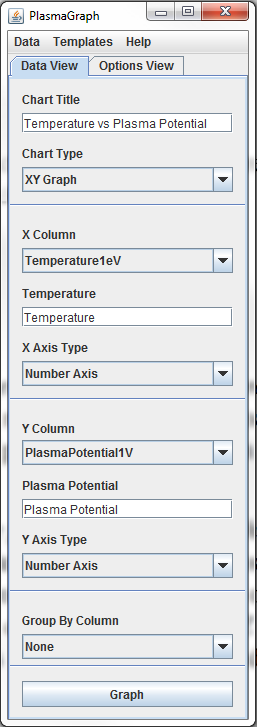 PlasmaGraph
Data Templates Help
Data View Options View
Chart Title
Temperature vs Plasma Potential
Chart Type
XY Graph
X Column
Temperature1eV
Temperature
Temperature
X Axis Type
Number Axis
Y Column
PlasmaPotential1V
Plasma Potential
Plasma Potential
Y Axis Type
Number Axis
Group By Column
None
Graph